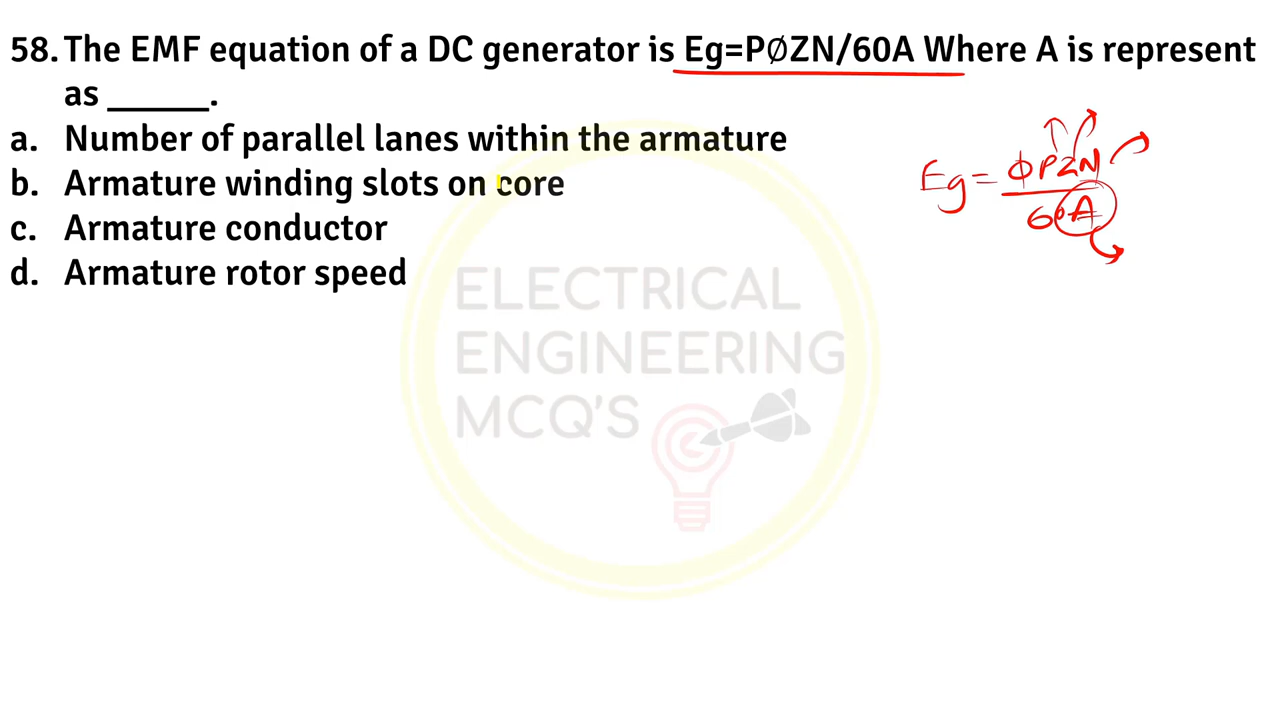 58. The EMF equation of a DC generator is Eg=PØZN/60A Where A is represent
as _____.
a. Number of parallel lanes within the armature
b. Armature winding slots on core
c. Armature conductor
d. Armature rotor speed
Eg = ϕPZN
60A
ELECTRICAL
ENGINEERING
MCQ'S